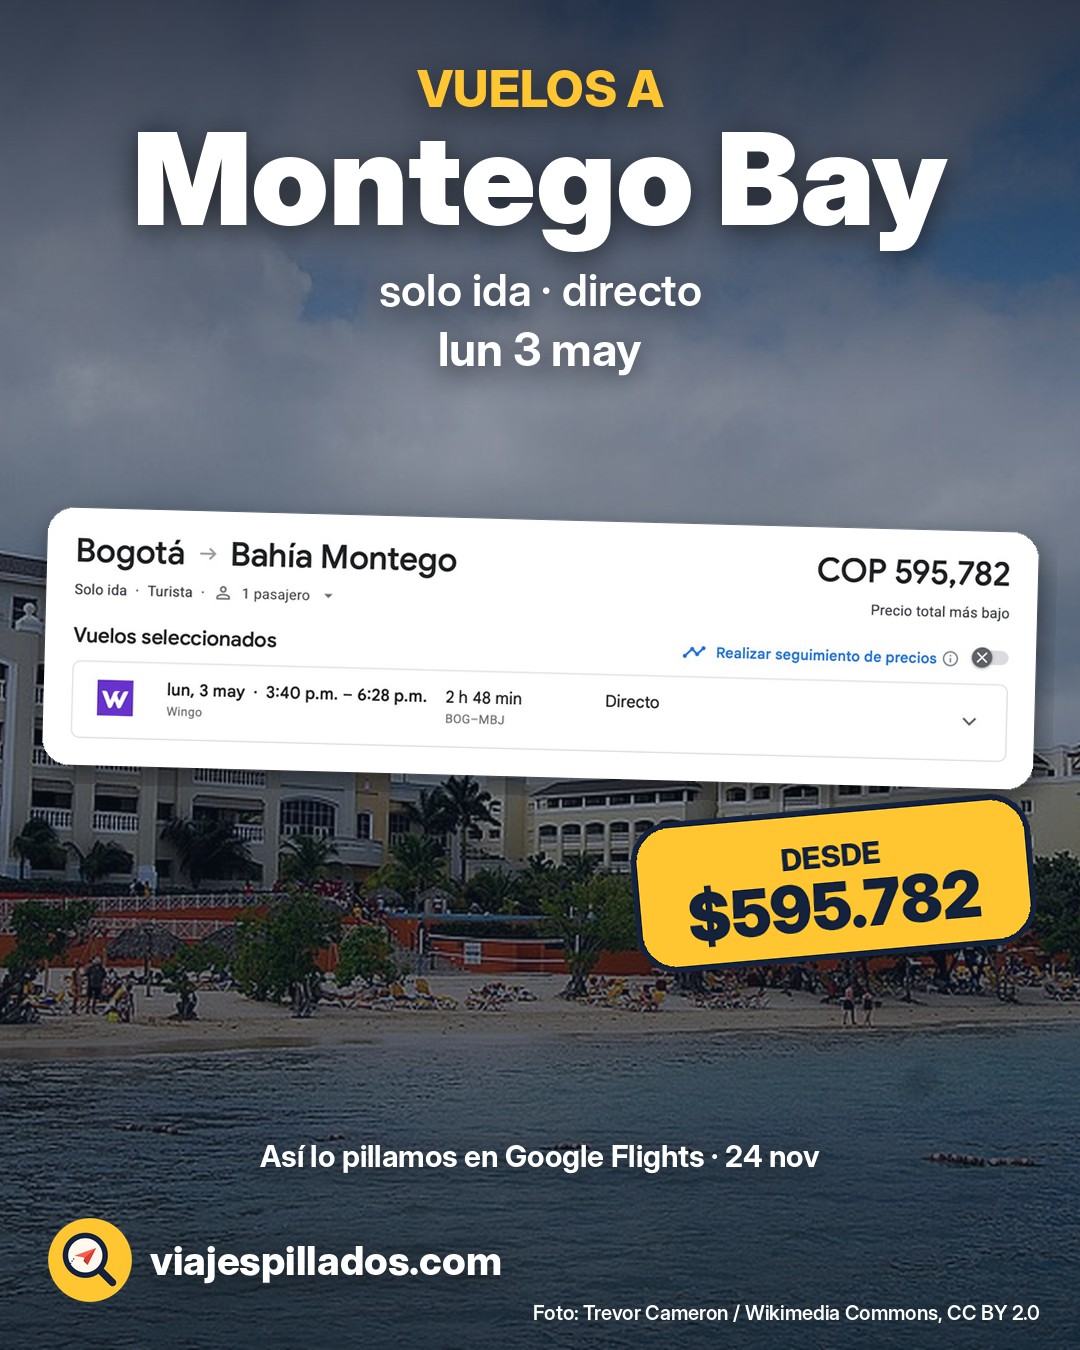 VUELOS A
Montego Bay
solo ida · directo
lun 3 may
Bogotá → Bahía Montego
COP 595,782
Solo ida · Turista · 1 pasajero
Precio total más bajo
Vuelos seleccionados
Realizar seguimiento de precios
lun, 3 may · 3:40 p.m. – 6:28 p.m.
2 h 48 min
Directo
Wingo
BOG–MBJ
DESDE
$595.782
Así lo pillamos en Google Flights · 24 nov
viajespillados.com
Foto: Trevor Cameron / Wikimedia Commons, CC BY 2.0